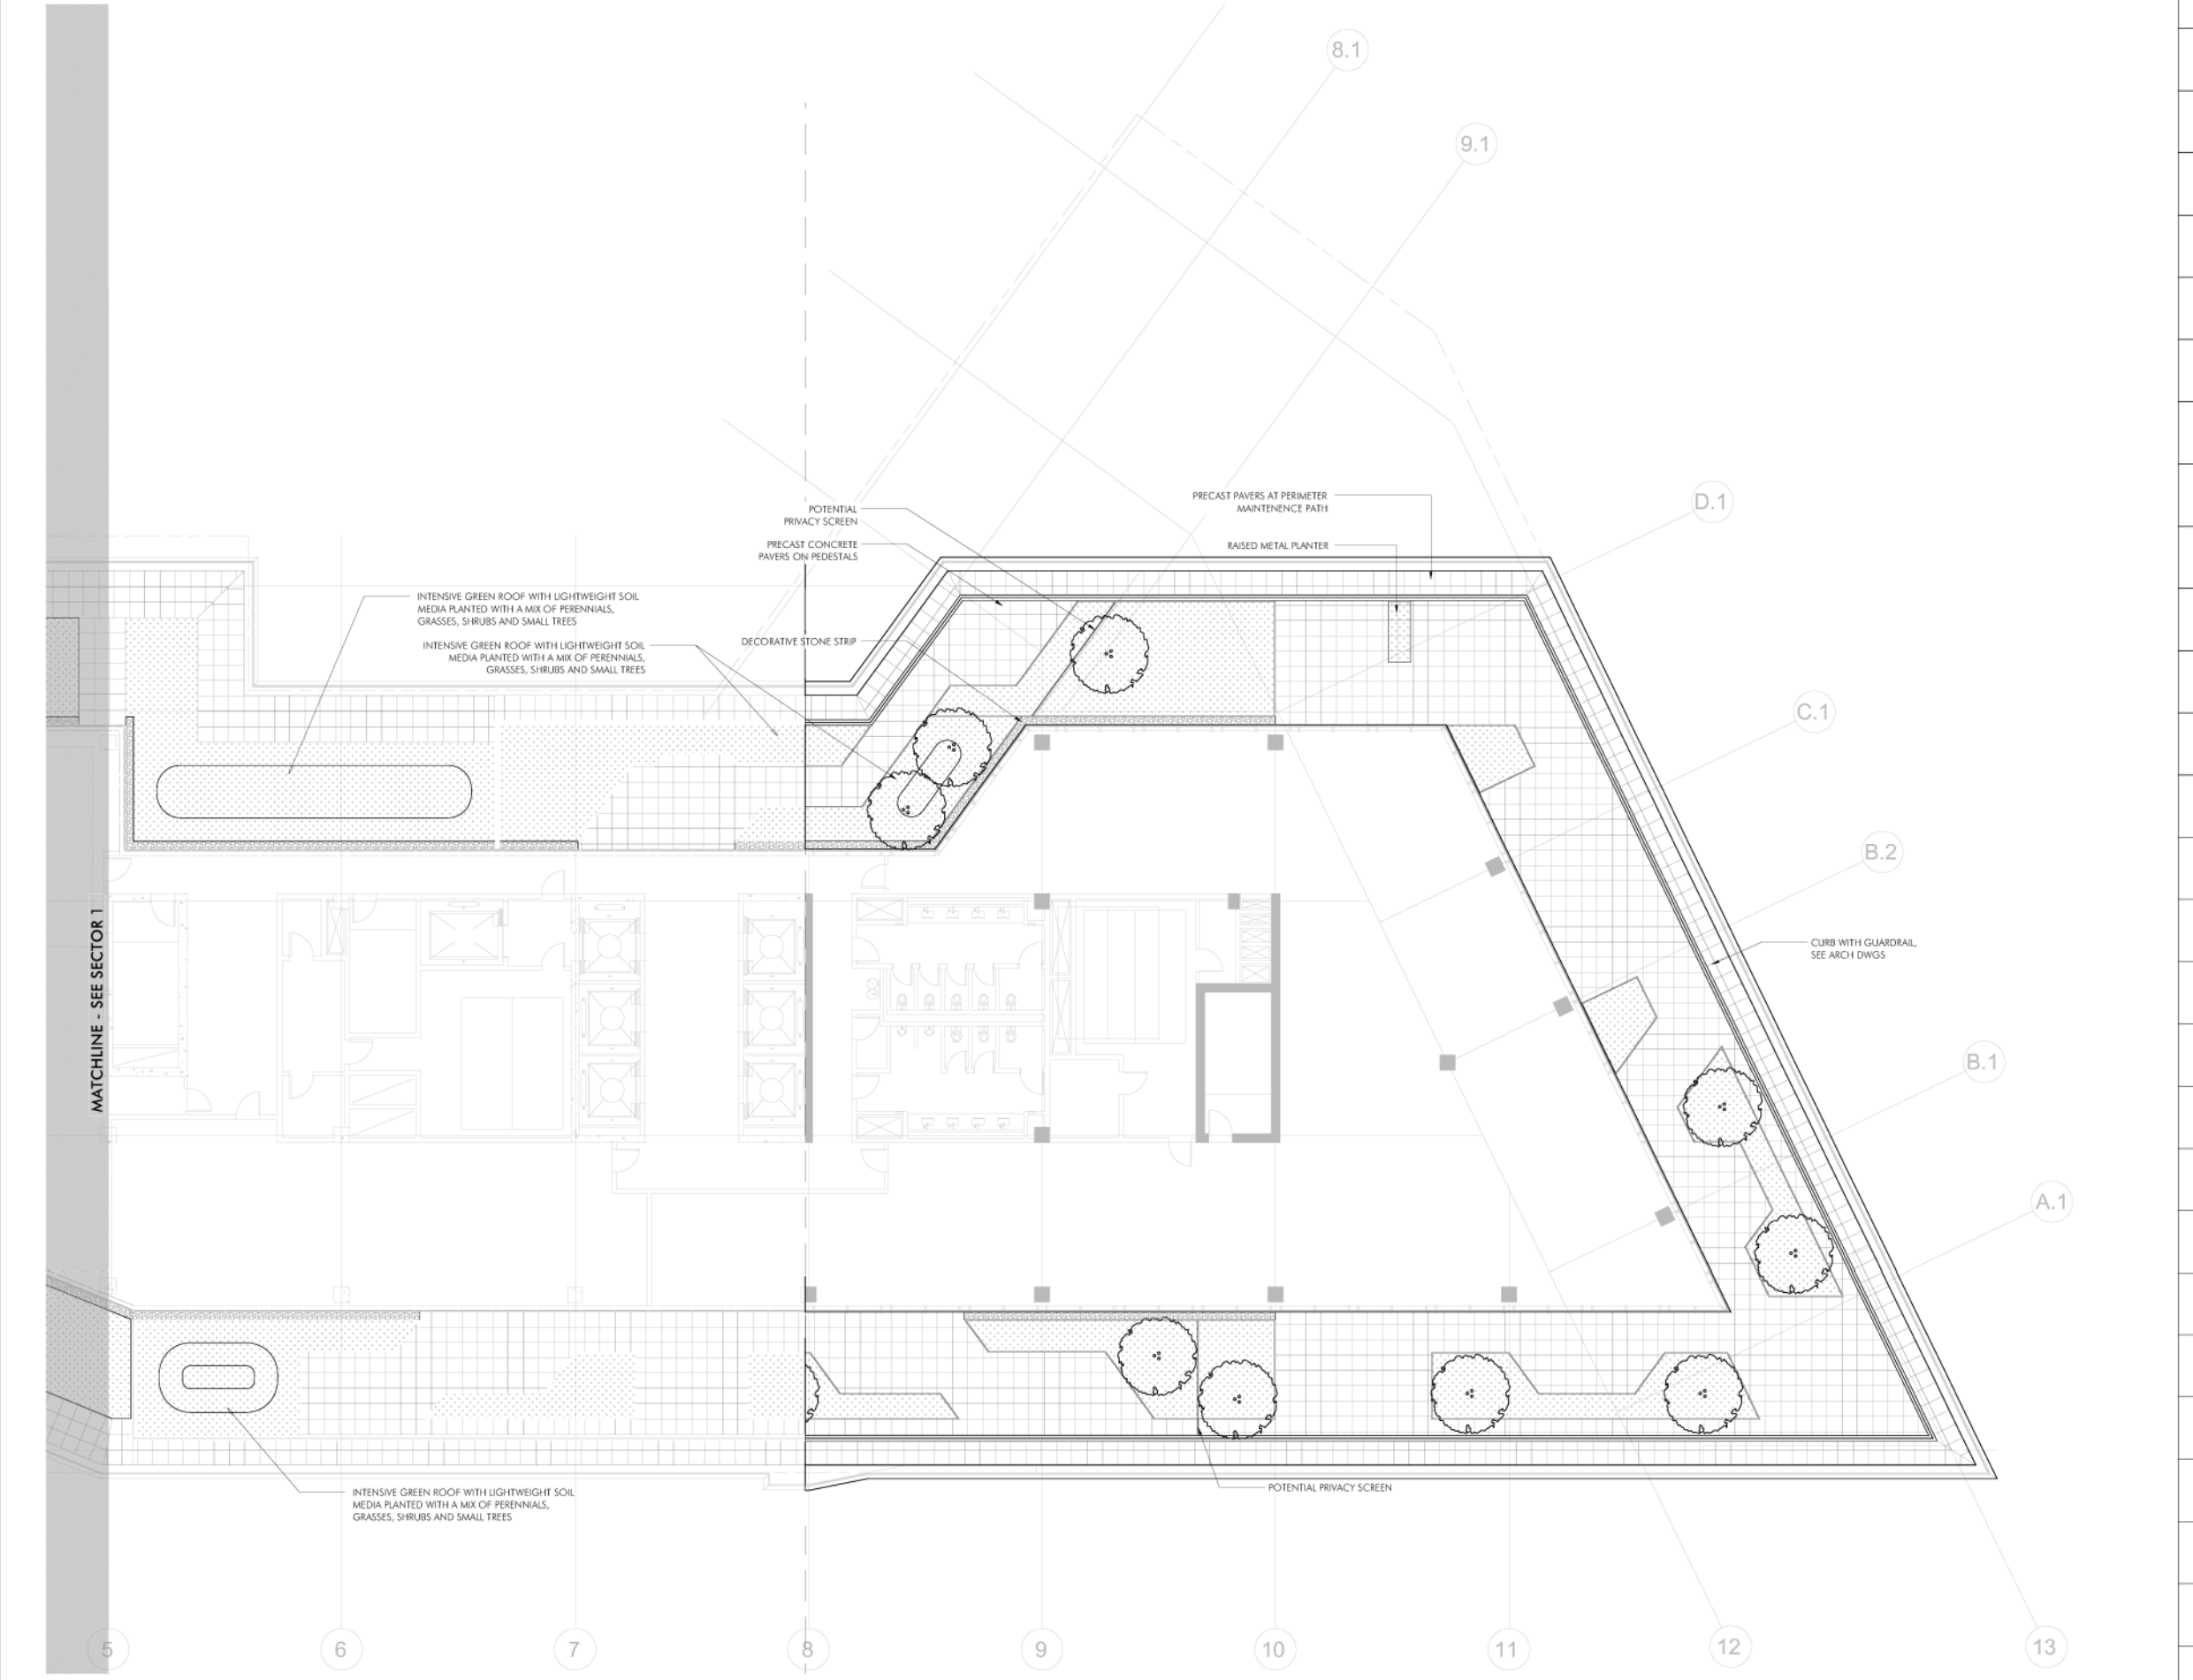 8.1
9.1
D.1
PRECAST PAVERS AT PERIMETER
MAINTENENCE PATH
POTENTIAL
PRIVACY SCREEN
PRECAST CONCRETE
PAVERS ON PEDESTALS
RAISED METAL PLANTER
INTENSIVE GREEN ROOF WITH LIGHTWEIGHT SOIL
MEDIA PLANTED WITH A MIX OF PERENNIALS,
GRASSES, SHRUBS AND SMALL TREES
INTENSIVE GREEN ROOF WITH LIGHTWEIGHT SOIL
MEDIA PLANTED WITH A MIX OF PERENNIALS,
GRASSES, SHRUBS AND SMALL TREES
DECORATIVE STONE STRIP
C.1
B.2
MATCHLINE - SEE SECTOR 1
CURB WITH GUARDRAIL,
SEE ARCH DWGS
B.1
A.1
POTENTIAL PRIVACY SCREEN
INTENSIVE GREEN ROOF WITH LIGHTWEIGHT SOIL
MEDIA PLANTED WITH A MIX OF PERENNIALS,
GRASSES, SHRUBS AND SMALL TREES
5
6
7
8
9
10
11
12
13